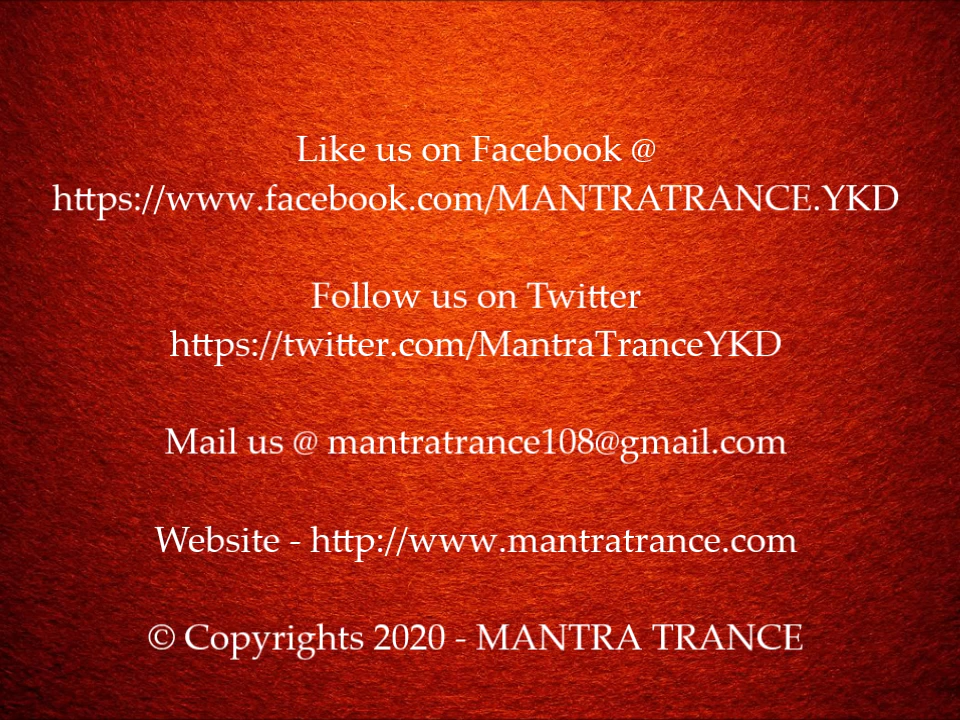 Like us on Facebook @
https://www.facebook.com/MANTRATRANCE.YKD
Follow us on Twitter
https://twitter.com/MantraTranceYKD
Mail us @ mantratrance108@gmail.com
Website - http://www.mantratrance.com
© Copyrights 2020 - MANTRA TRANCE